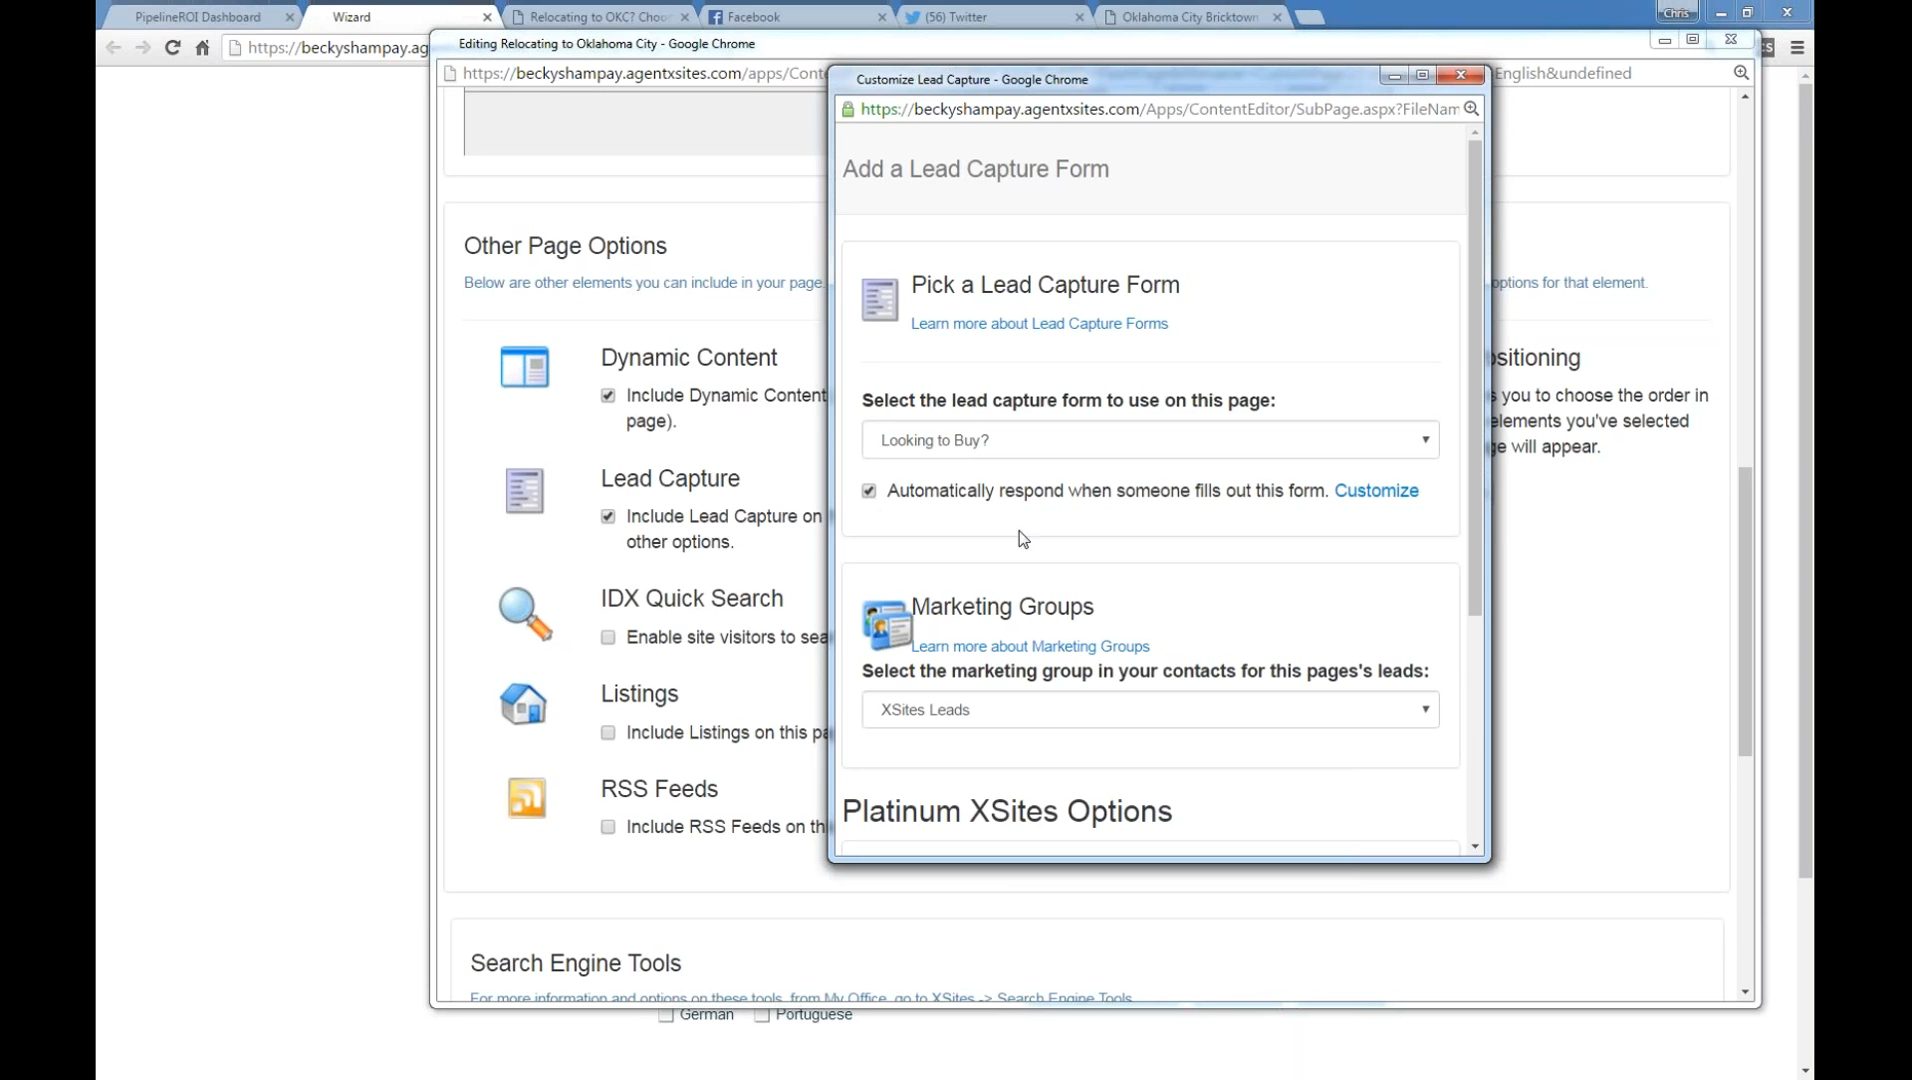 PipelineROI Dashboard
Wizard
Relocating to OKC? Choo
Facebook
(56) Twitter
Oklahoma City Bricktown
Chris
https://beckyshampay.ag
Editing Relocating to Oklahoma City - Google Chrome
https://beckyshampay.agentxsites.com/apps/Conte
English&undefined
Customize Lead Capture - Google Chrome
https://beckyshampay.agentxsites.com/Apps/ContentEditor/SubPage.aspx?FileNam
Add a Lead Capture Form
Pick a Lead Capture Form
Learn more about Lead Capture Forms
Select the lead capture form to use on this page:
Looking to Buy?
Automatically respond when someone fills out this form. Customize
Marketing Groups
Learn more about Marketing Groups
Select the marketing group in your contacts for this pages's leads:
XSites Leads
Platinum XSites Options
Other Page Options
Below are other elements you can include in your page.
options for that element.
Dynamic Content
Include Dynamic Content
page).
Lead Capture
Include Lead Capture on
other options.
IDX Quick Search
Enable site visitors to sea
Listings
Include Listings on this pa
RSS Feeds
Include RSS Feeds on th
sitioning
s you to choose the order in
elements you've selected
ge will appear.
Search Engine Tools
For more information and options on these tools, from My Office, go to XSites -> Search Engine Tools
German
Portuguese